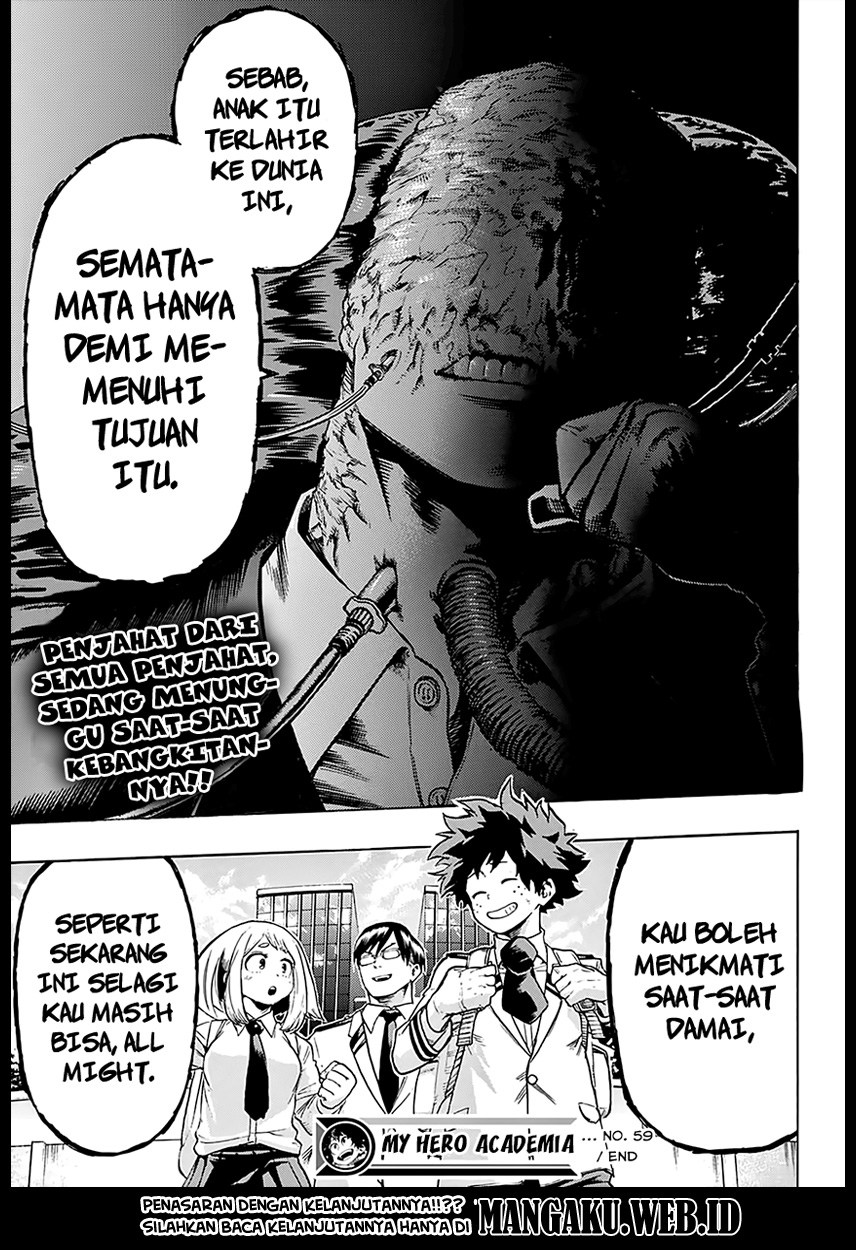 SEBAB,
ANAK ITU
TERLAHIR
KE DUNIA
INI,
SEMATA-
MATA HANYA
DEMI ME-
MENUHI
TUJUAN
ITU.
PENJAHAT DARI
SEMUA PENJAHAT,
SEDANG MENUNG-
GU SAAT-SAAT
KEBANGKITAN-
NYA!!
KAU BOLEH
MENIKMATI
SAAT-SAAT
DAMAI,
SEPERTI
SEKARANG
INI SELAGI
KAU MASIH
BISA, ALL
MIGHT.
MY HERO ACADEMIA ... NO. 59
/ END
PENASARAN DENGAN KELANJUTANNYA!!??
SILAHKAN BACA KELANJUTANNYA HANYA DI MANGAKU.WEB.ID